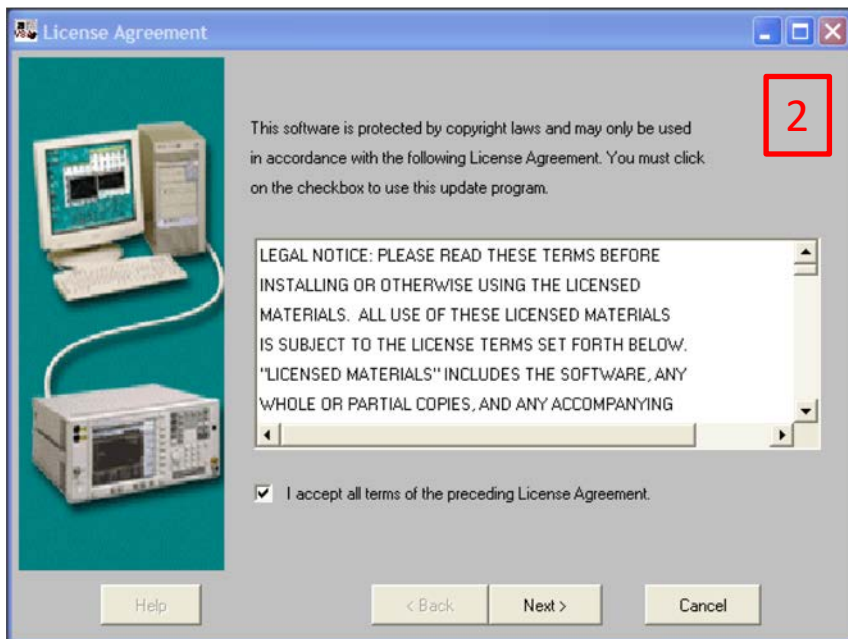 License Agreement
2
This software is protected by copyright laws and may only be used
in accordance with the following License Agreement. You must click
on the checkbox to use this update program.
LEGAL NOTICE: PLEASE READ THESE TERMS BEFORE
INSTALLING OR OTHERWISE USING THE LICENSED
MATERIALS.  ALL USE OF THESE LICENSED MATERIALS
IS SUBJECT TO THE LICENSE TERMS SET FORTH BELOW.
"LICENSED MATERIALS" INCLUDES THE SOFTWARE, ANY
WHOLE OR PARTIAL COPIES, AND ANY ACCOMPANYING
I accept all terms of the preceding License Agreement.
Help < Back Next > Cancel